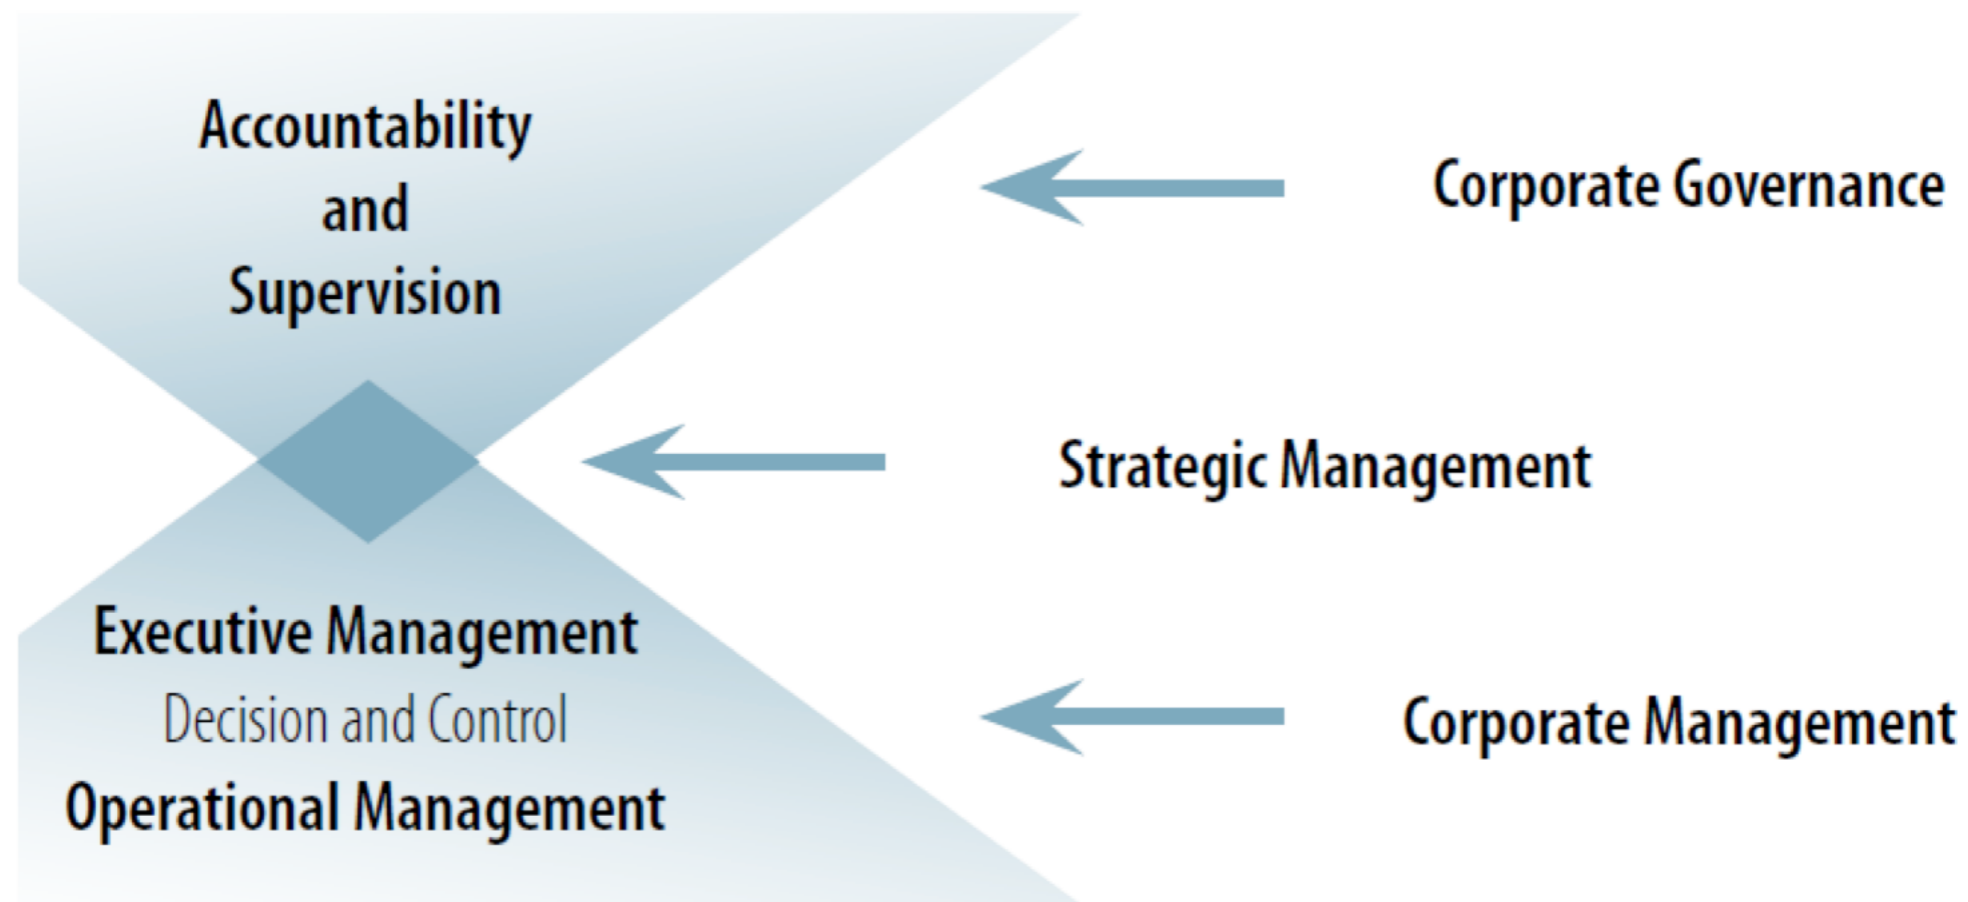 Accountability
and
Supervision
Corporate Governance
Strategic Management
Executive Management
Decision and Control
Operational Management
Corporate Management